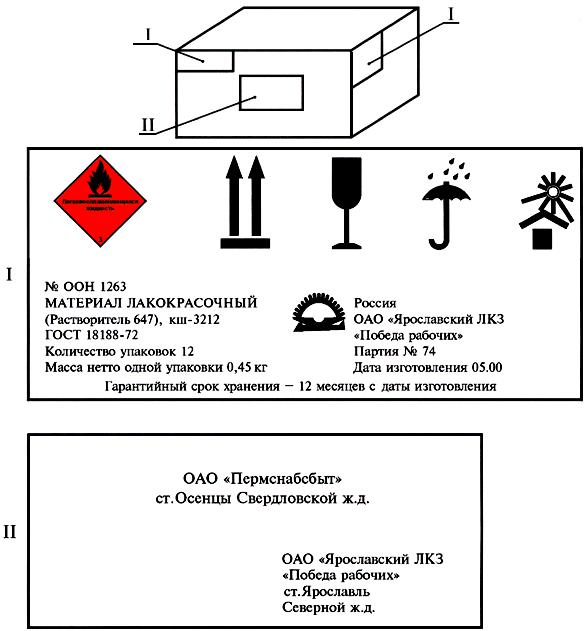 I
I
II
Легковоспламеняющаяся
жидкость
3
I
№ ООН 1263
МАТЕРИАЛ ЛАКОКРАСОЧНЫЙ
(Растворитель 647), кш-3212
ГОСТ 18188-72
Количество упаковок 12
Масса нетто одной упаковки 0,45 кг
Россия
ОАО «Ярославский ЛКЗ
«Победа рабочих»
Партия № 74
Дата изготовления 05.00
Гарантийный срок хранения – 12 месяцев с даты изготовления
II
ОАО «Пермснабсбыт»
ст.Осенцы Свердловской ж.д.
ОАО «Ярославский ЛКЗ
«Победа рабочих»
ст.Ярославль
Северной ж.д.